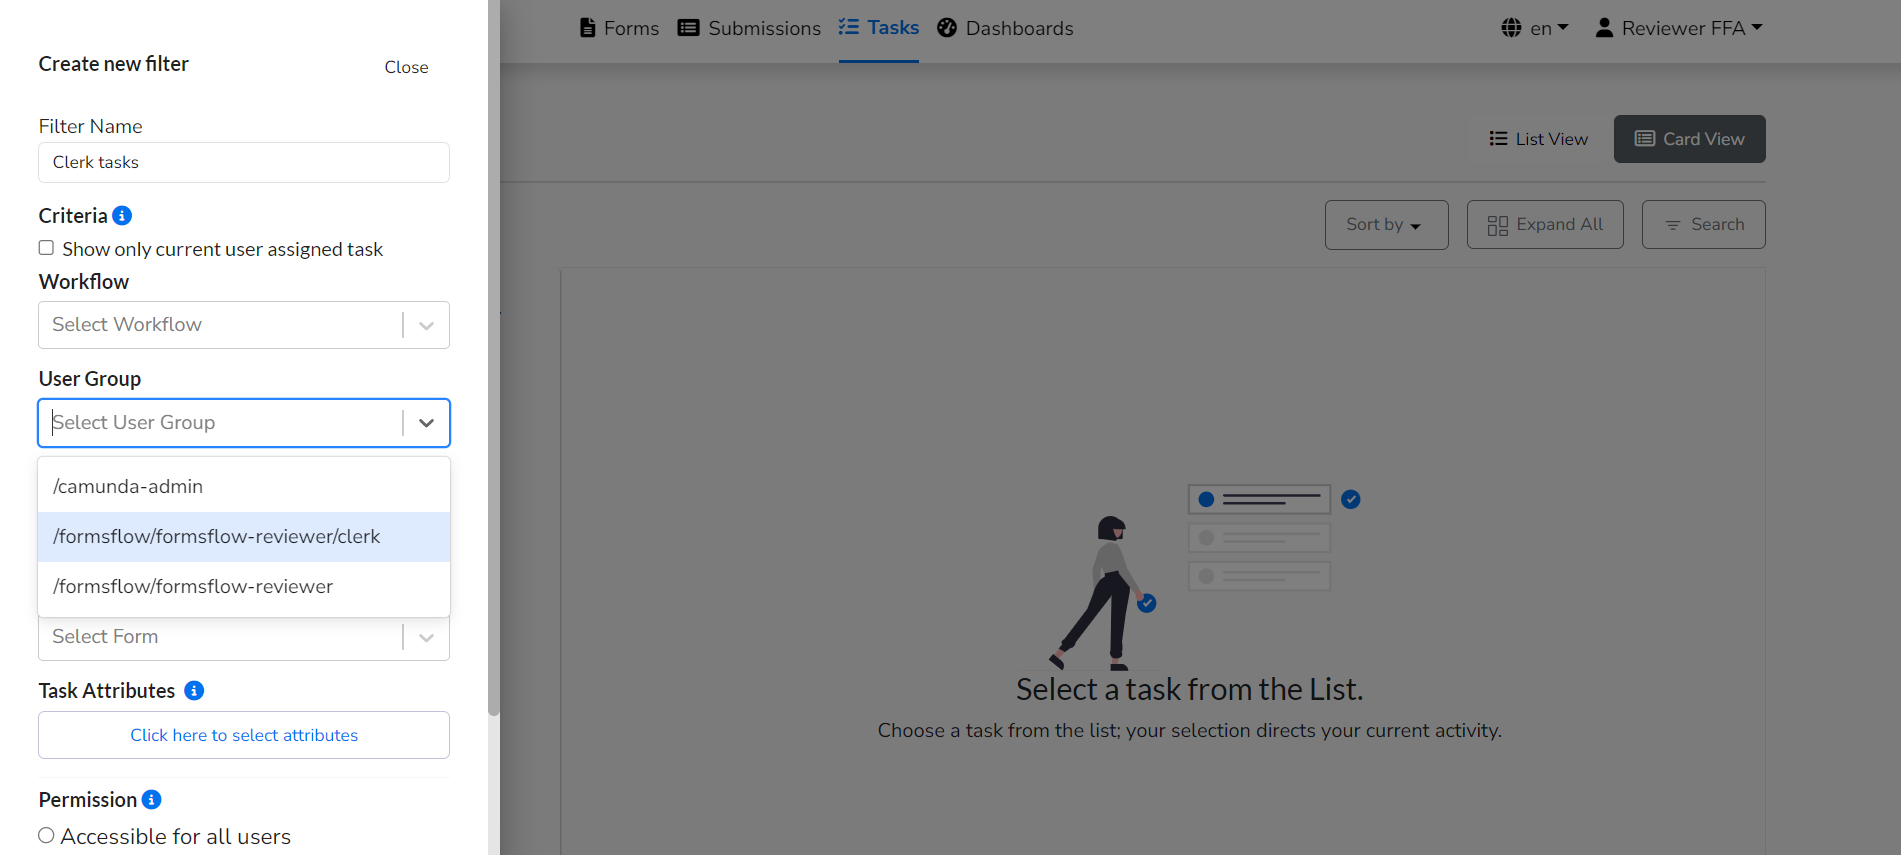 Create new filter
Close
Filter Name
Clerk tasks
Criteria
Show only current user assigned task
Workflow
Select Workflow
User Group
Select User Group
/camunda-admin
/formsflow/formsflow-reviewer/clerk
/formsflow/formsflow-reviewer
Select Form
Task Attributes
Click here to select attributes
Permission
Accessible for all users
Forms Submissions Tasks Dashboards en Reviewer FFA
List View Card View
Sort by Expand All Search
Select a task from the List.
Choose a task from the list; your selection directs your current activity.